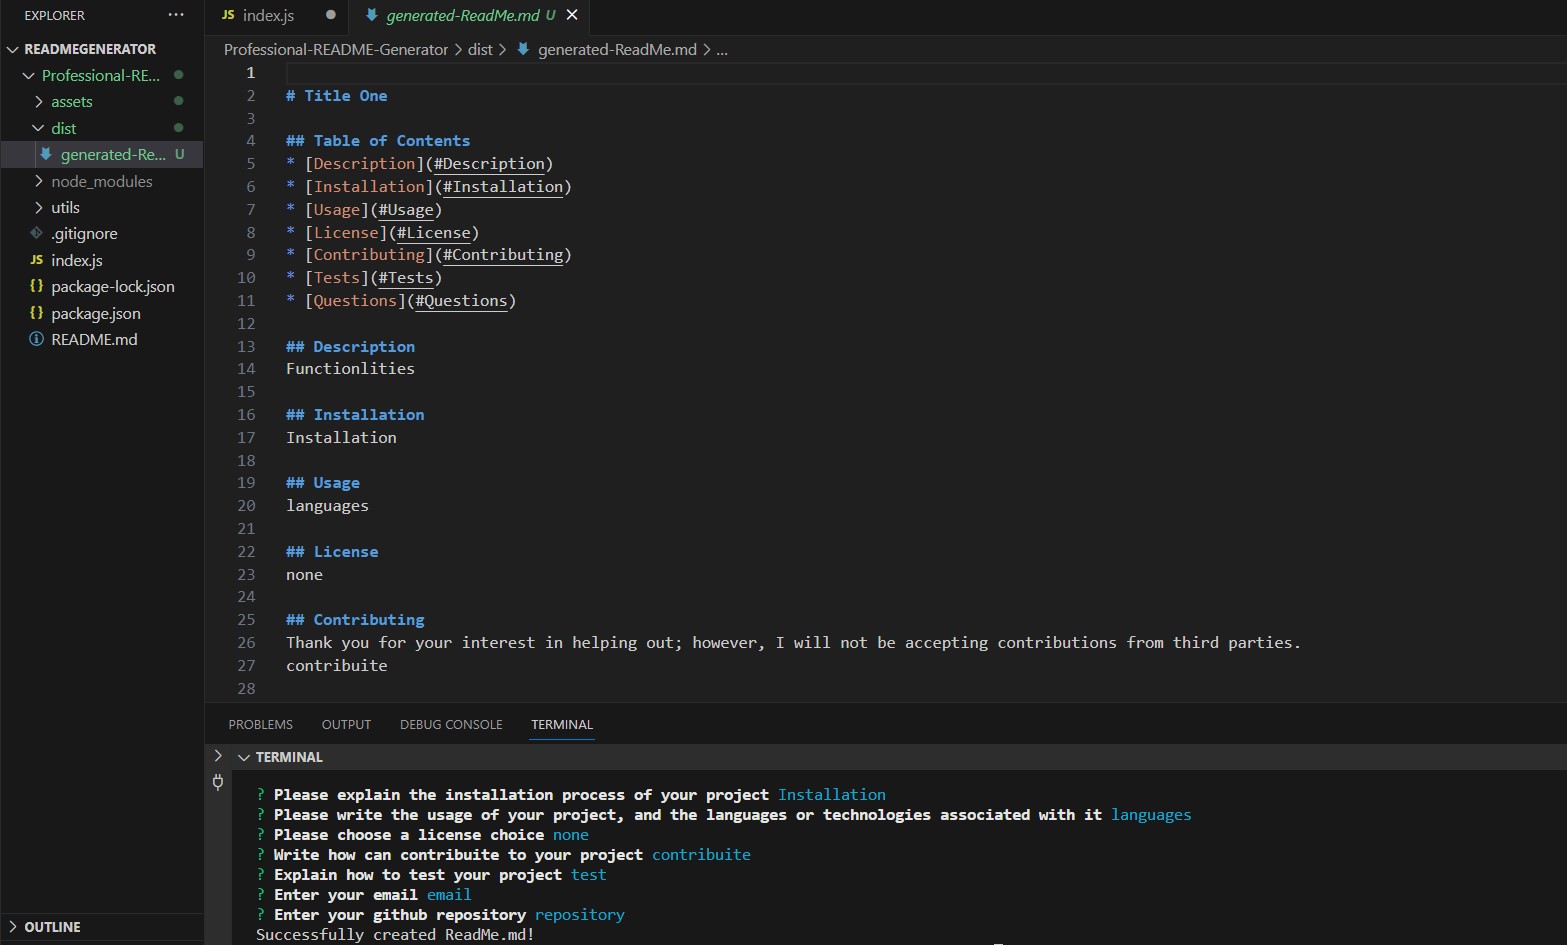 EXPLORER
READMEGENERATOR
Professional-RE...
assets
dist
generated-Re... U
node_modules
utils
.gitignore
JS index.js
{} package-lock.json
{} package.json
README.md
OUTLINE
JS index.js
generated-ReadMe.md U
Professional-README-Generator > dist > generated-ReadMe.md > ...
1
2 # Title One
3
4 ## Table of Contents
5 * [Description](#Description)
6 * [Installation](#Installation)
7 * [Usage](#Usage)
8 * [License](#License)
9 * [Contributing](#Contributing)
10 * [Tests](#Tests)
11 * [Questions](#Questions)
12
13 ## Description
14 Functionlities
15
16 ## Installation
17 Installation
18
19 ## Usage
20 languages
21
22 ## License
23 none
24
25 ## Contributing
26 Thank you for your interest in helping out; however, I will not be accepting contributions from third parties.
27 contribuite
28
PROBLEMS OUTPUT DEBUG CONSOLE TERMINAL
TERMINAL
? Please explain the installation process of your project Installation
? Please write the usage of your project, and the languages or technologies associated with it languages
? Please choose a license choice none
? Write how can contribuite to your project contribuite
? Explain how to test your project test
? Enter your email email
? Enter your github repository repository
Successfully created ReadMe.md!